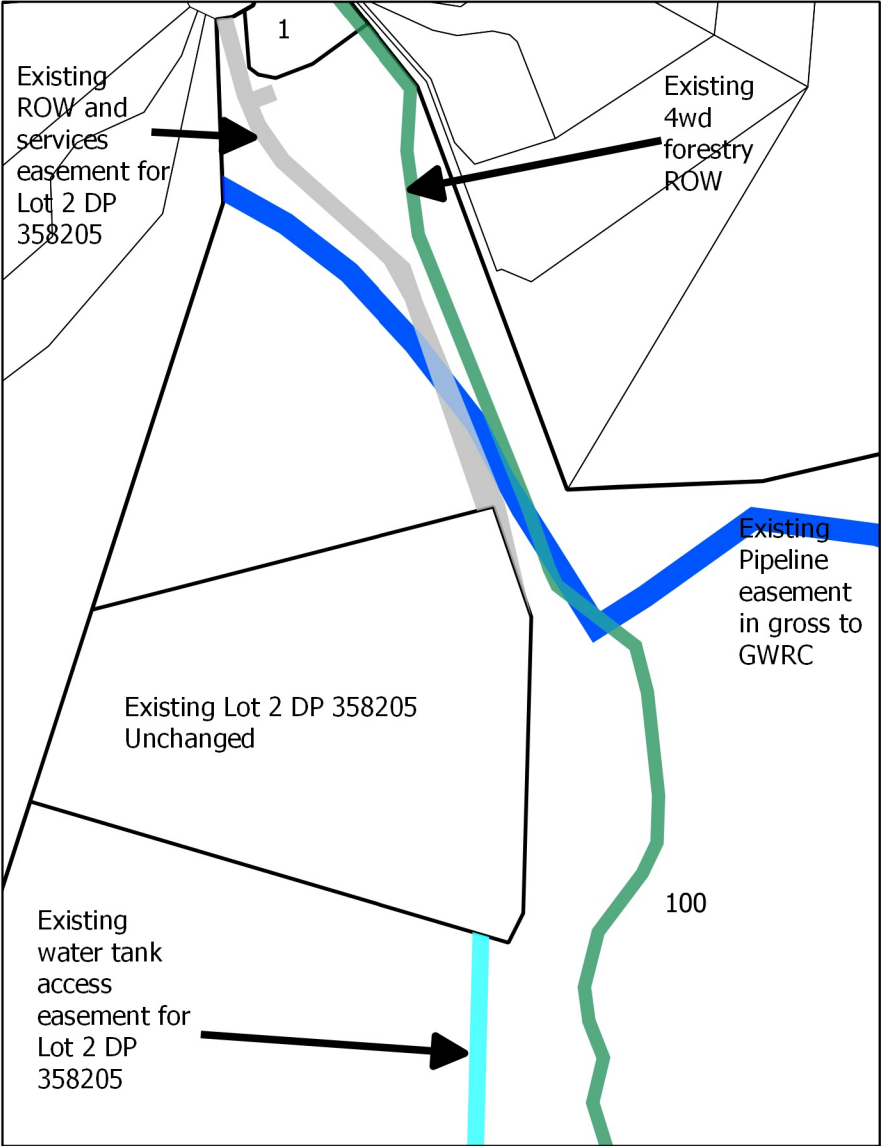 1
Existing
ROW and
services
easement for
Lot 2 DP
358205
Existing
4wd
forestry
ROW
Existing
Pipeline
easement
in gross to
GWRC
Existing Lot 2 DP 358205
Unchanged
100
Existing
water tank
access
easement for
Lot 2 DP
358205